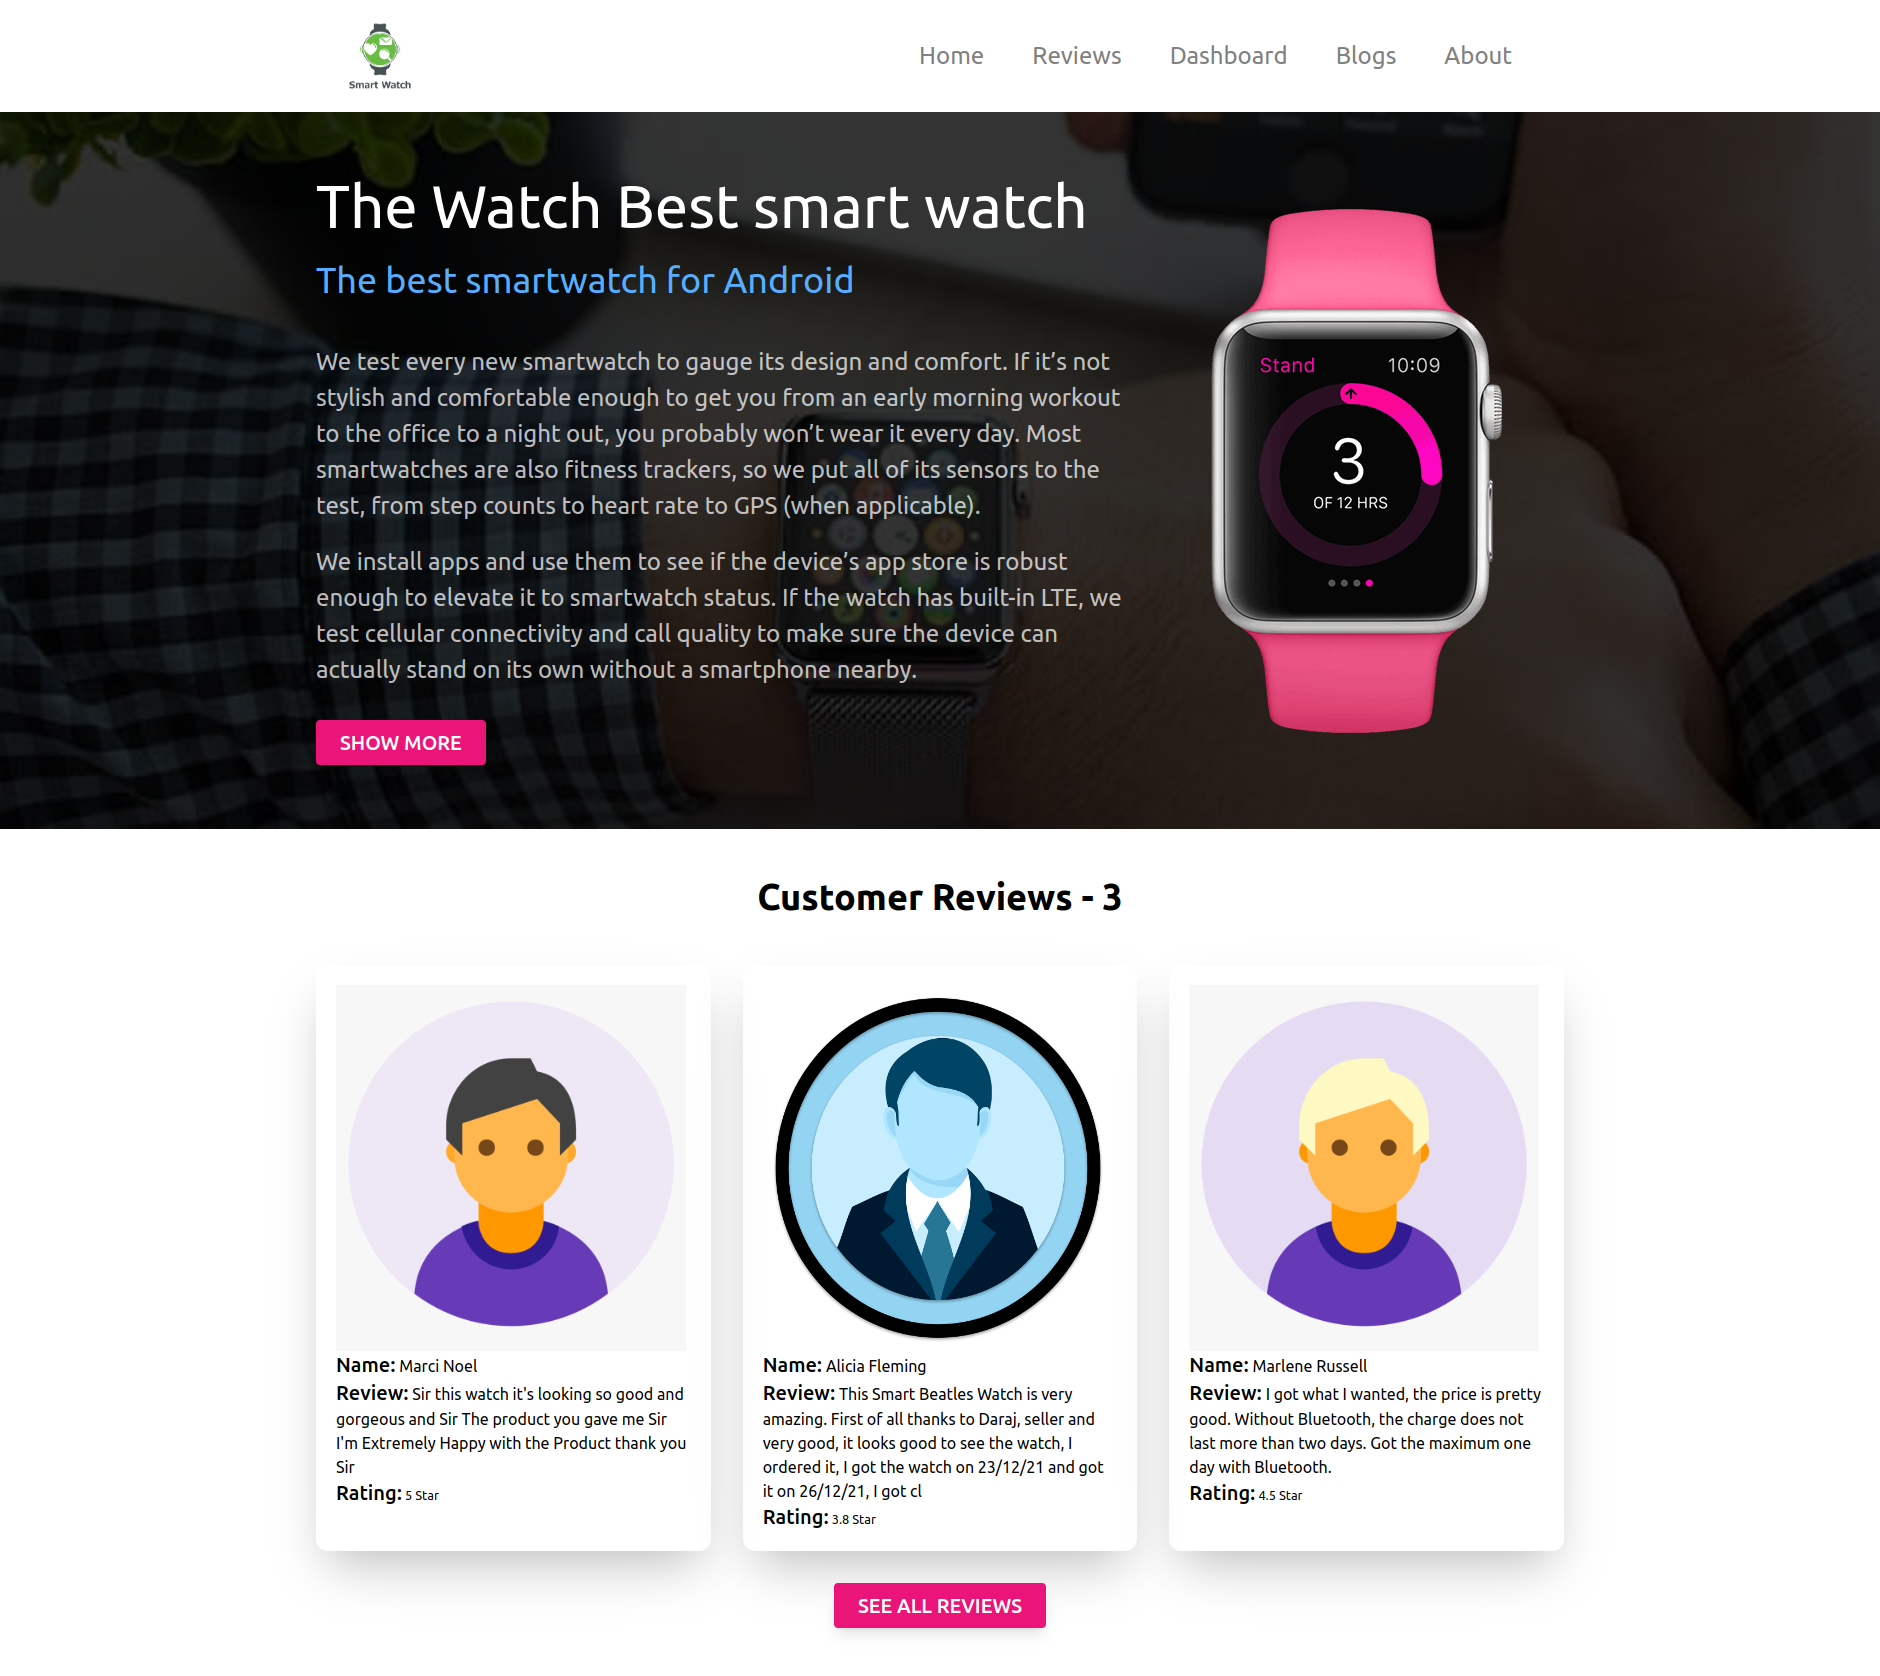 Smart Watch
Home Reviews Dashboard Blogs About
The Watch Best smart watch
The best smartwatch for Android
We test every new smartwatch to gauge its design and comfort. If it’s not
stylish and comfortable enough to get you from an early morning workout
to the office to a night out, you probably won’t wear it every day. Most
smartwatches are also fitness trackers, so we put all of its sensors to the
test, from step counts to heart rate to GPS (when applicable).
We install apps and use them to see if the device’s app store is robust
enough to elevate it to smartwatch status. If the watch has built-in LTE, we
test cellular connectivity and call quality to make sure the device can
actually stand on its own without a smartphone nearby.
SHOW MORE
Stand 10:09
3
OF 12 HRS
Customer Reviews - 3
Name: Marci Noel
Review: Sir this watch it's looking so good and
gorgeous and Sir The product you gave me Sir
I'm Extremely Happy with the Product thank you
Sir
Rating: 5 Star
Name: Alicia Fleming
Review: This Smart Beatles Watch is very
amazing. First of all thanks to Daraj, seller and
very good, it looks good to see the watch, I
ordered it, I got the watch on 23/12/21 and got
it on 26/12/21, I got cl
Rating: 3.8 Star
Name: Marlene Russell
Review: I got what I wanted, the price is pretty
good. Without Bluetooth, the charge does not
last more than two days. Got the maximum one
day with Bluetooth.
Rating: 4.5 Star
SEE ALL REVIEWS